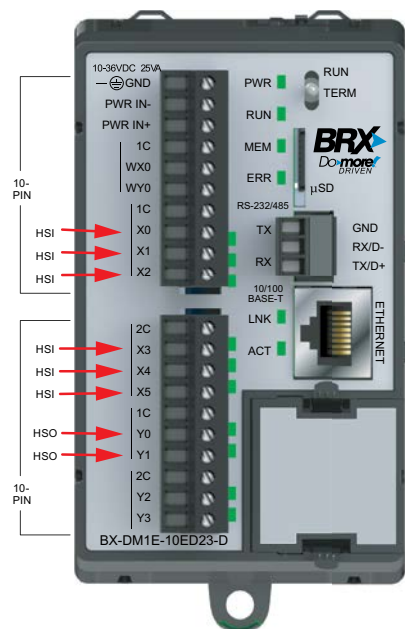 10-36VDC 25VA
GND
PWR IN-
PWR IN+
1C
WX0
WY0
1C
X0
X1
X2
10-
PIN
HSI
HSI
HSI
2C
X3
X4
X5
1C
Y0
Y1
2C
Y2
Y3
HSI
HSI
HSI
HSO
HSO
10-
PIN
BX-DM1E-10ED23-D
PWR
RUN
MEM
ERR
RUN
TERM
BRX
Do-more!
DRIVEN
µSD
RS-232/485
TX
RX
GND
RX/D-
TX/D+
10/100
BASE-T
LNK
ACT
ETHERNET